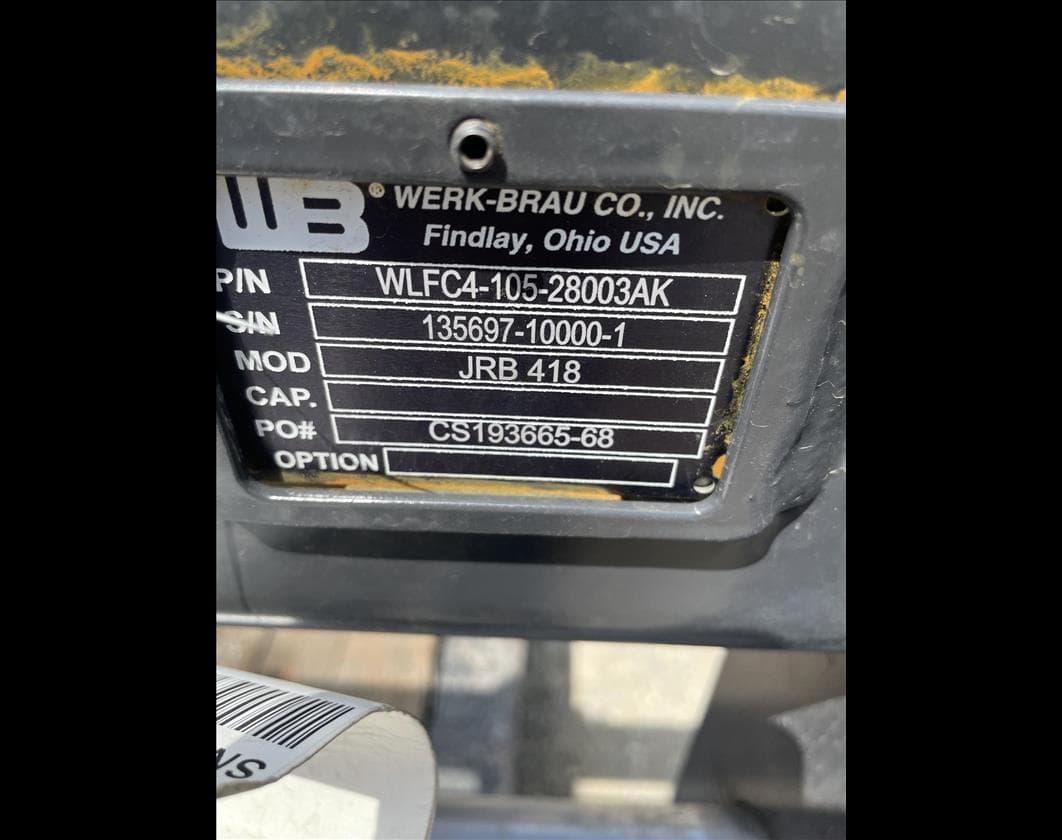 WB® WERK-BRAU CO., INC.
Findlay, Ohio USA
P/N WLFC4-105-28003AK
S/N 135697-10000-1
MOD JRB 418
CAP.
PO# CS193665-68
OPTION
NS